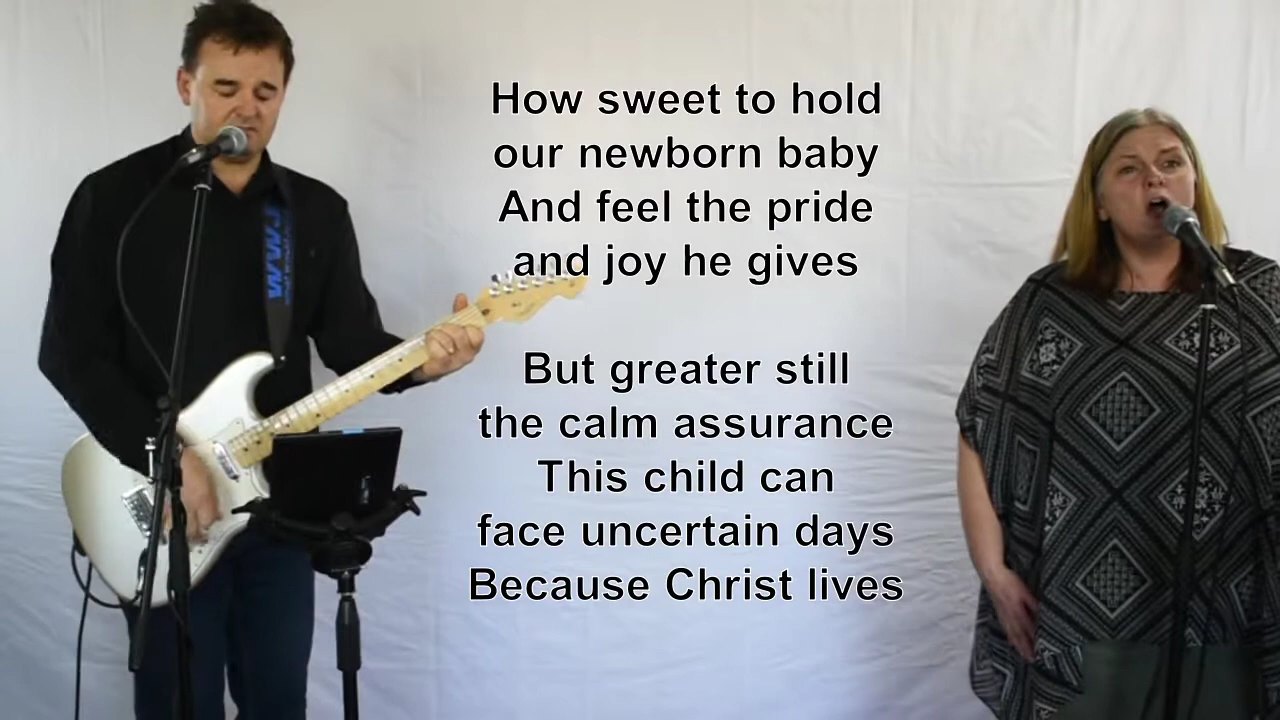 How sweet to hold
our newborn baby
And feel the pride
and joy he gives
But greater still
the calm assurance
This child can
face uncertain days
Because Christ lives